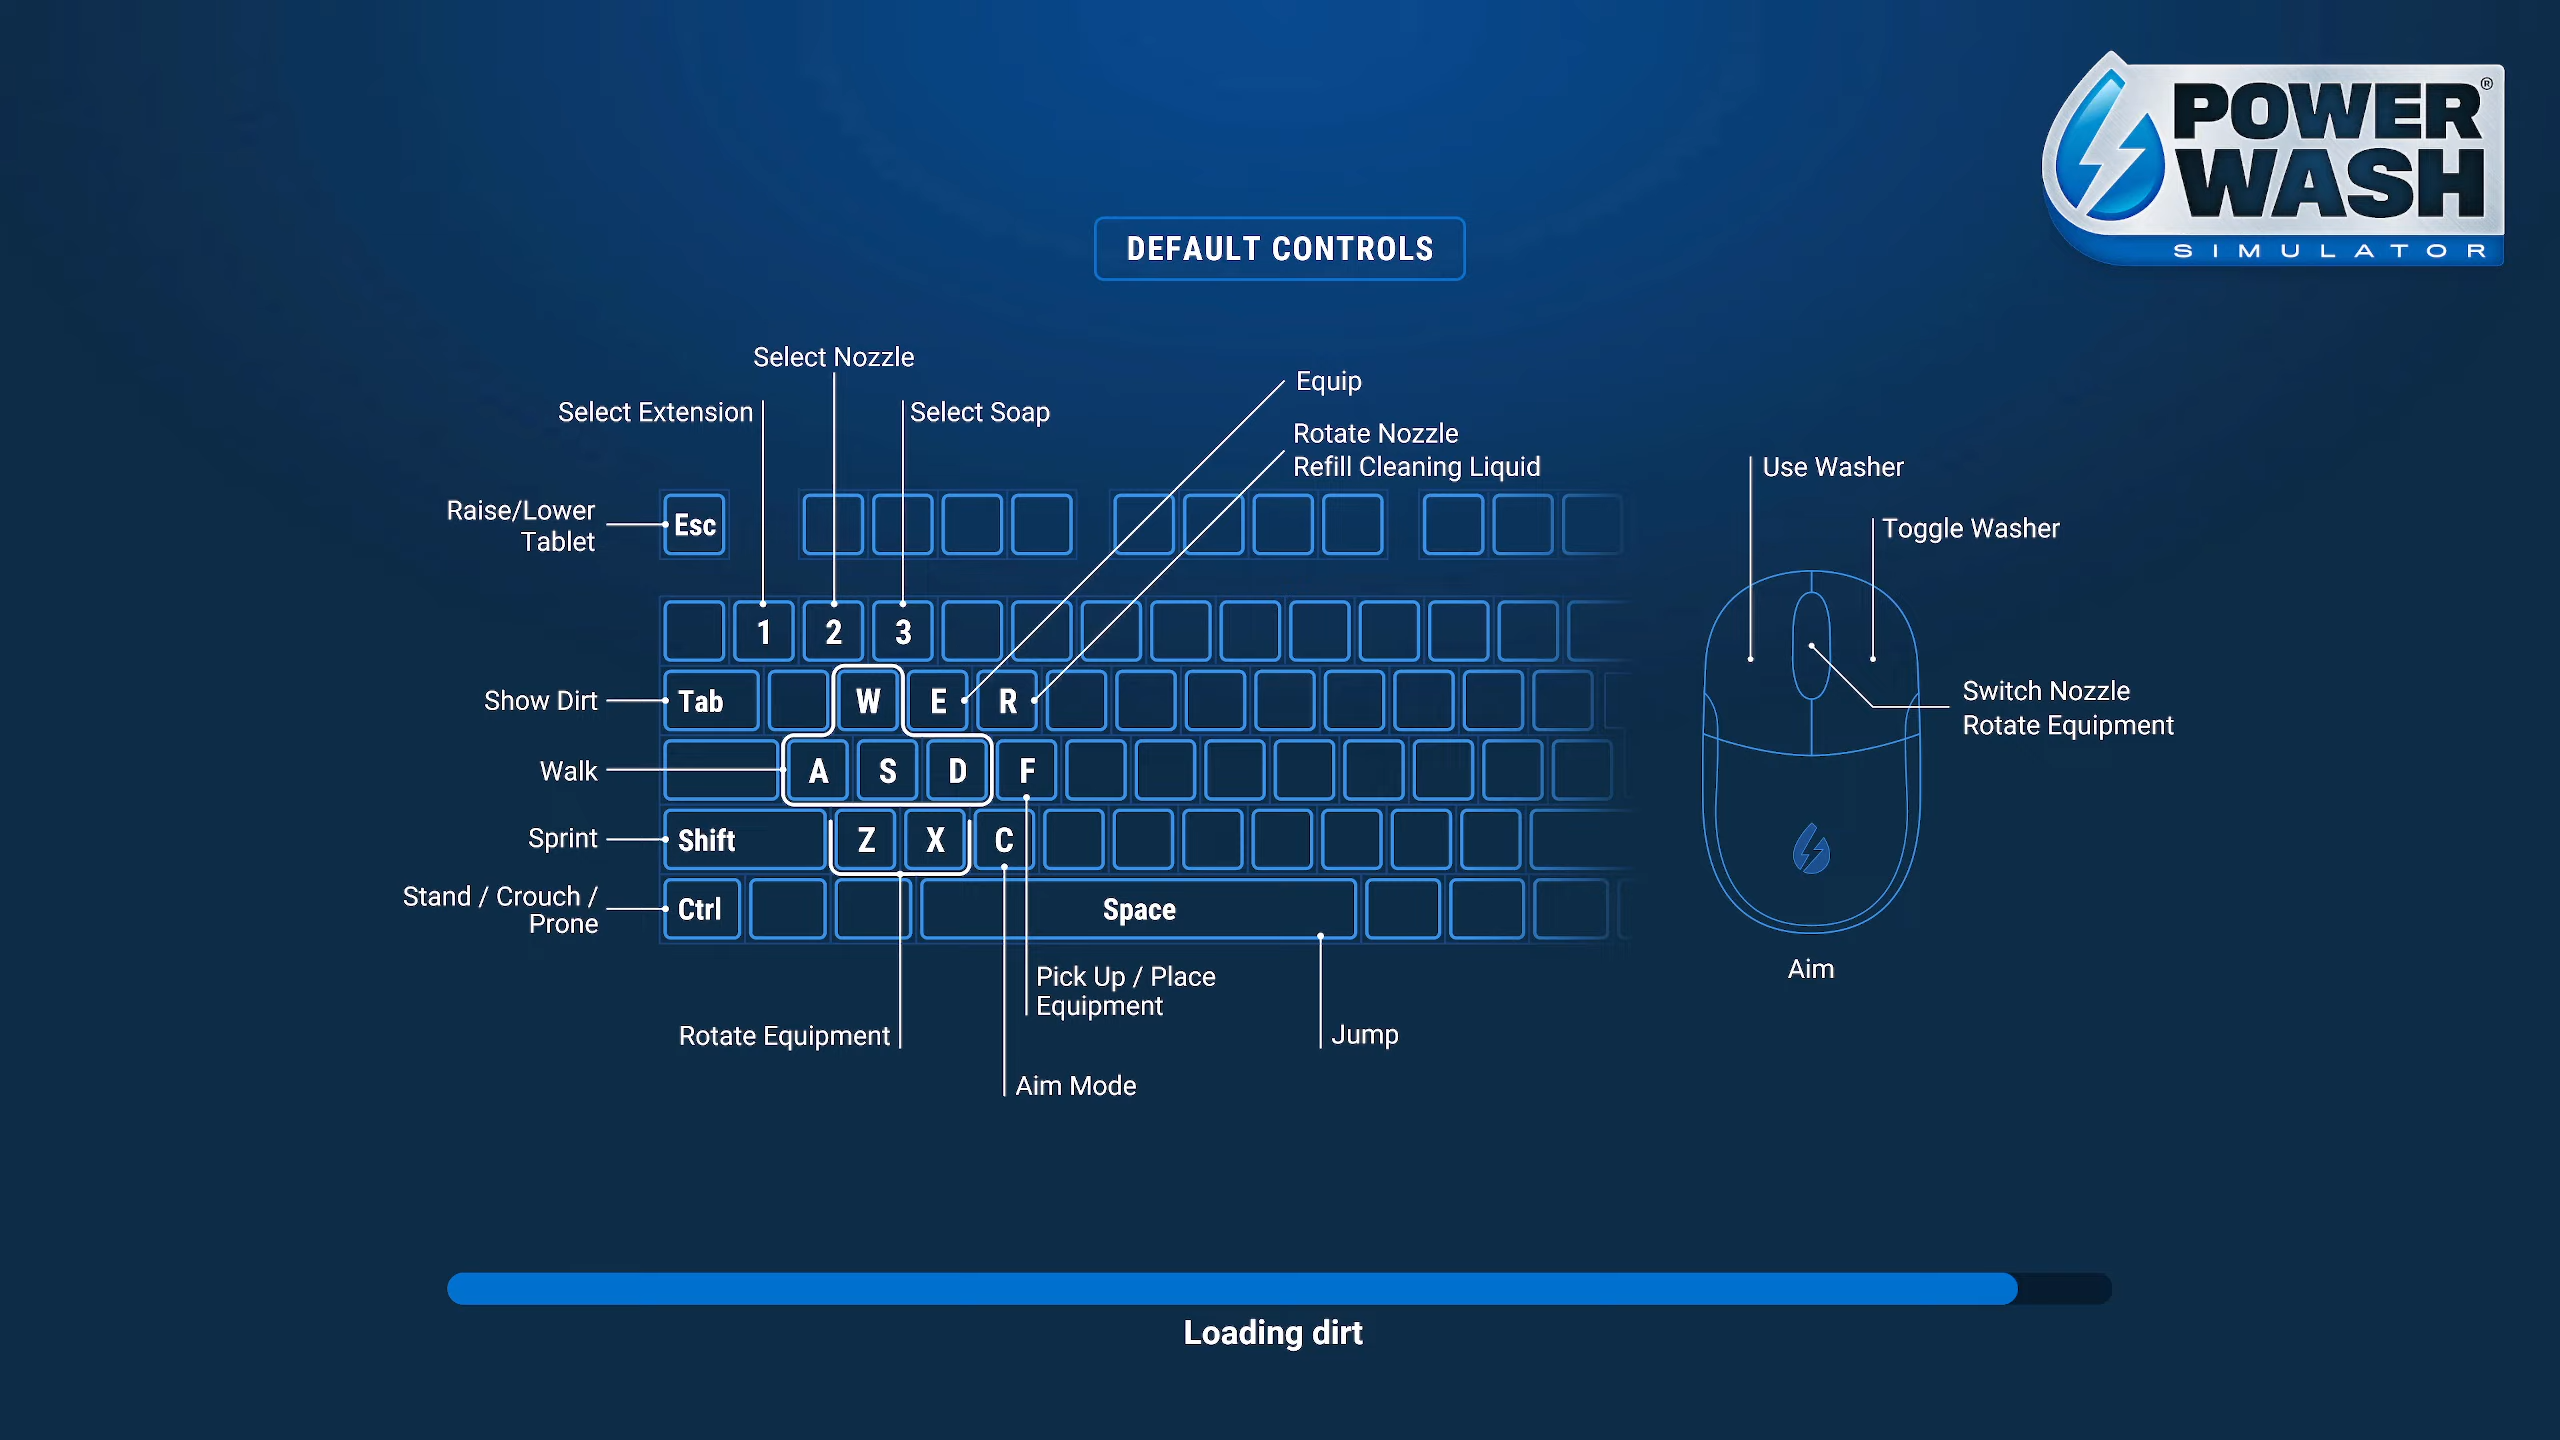 POWER®
WASH
SIMULATOR
DEFAULT CONTROLS
Select Nozzle
Select Extension
Select Soap
Equip
Rotate Nozzle
Refill Cleaning Liquid
Use Washer
Toggle Washer
Raise/Lower
Tablet
Esc
1 2 3
Show Dirt
Tab W E R
Switch Nozzle
Rotate Equipment
Walk
A S D F
Sprint
Shift Z X C
Stand / Crouch /
Prone
Ctrl Space
Aim
Pick Up / Place
Equipment
Rotate Equipment
Jump
Aim Mode
Loading dirt